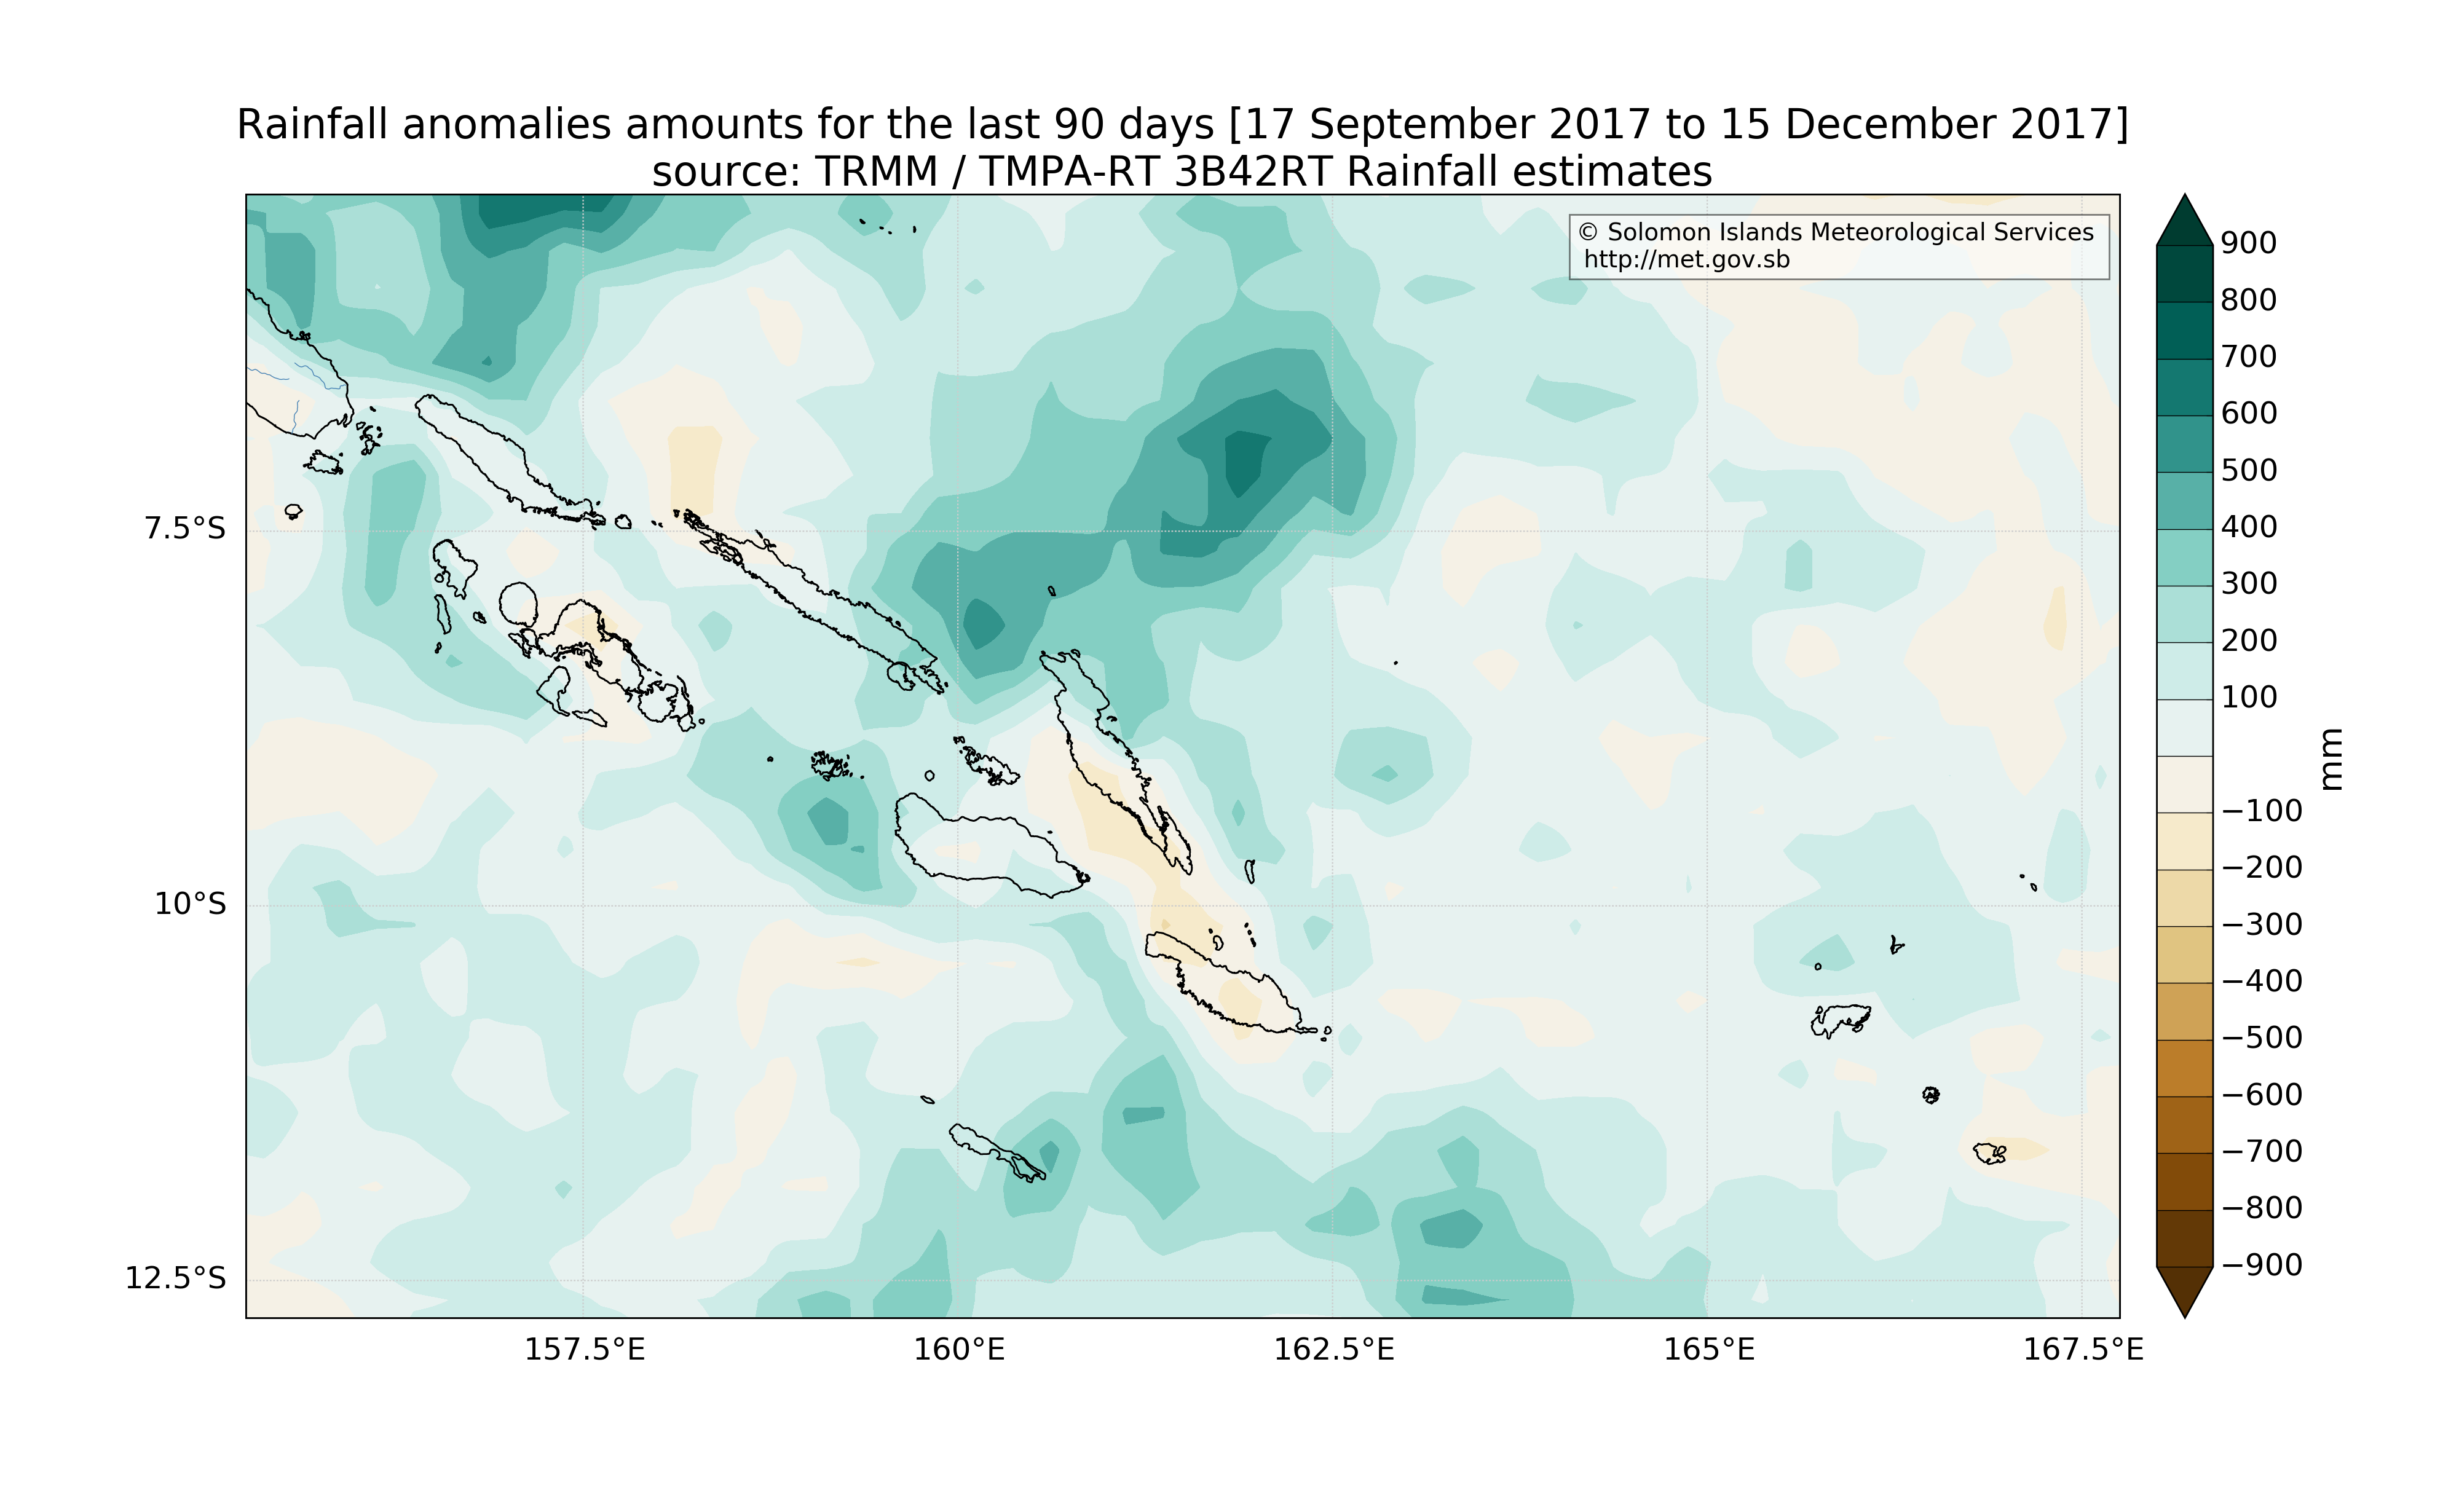 Rainfall anomalies amounts for the last 90 days [17 September 2017 to 15 December 2017]
source: TRMM / TMPA-RT 3B42RT Rainfall estimates
© Solomon Islands Meteorological Services
http://met.gov.sb
7.5°S
10°S
12.5°S
157.5°E
160°E
162.5°E
165°E
167.5°E
900
800
700
600
500
400
300
200
100
−100
−200
−300
−400
−500
−600
−700
−800
−900
mm